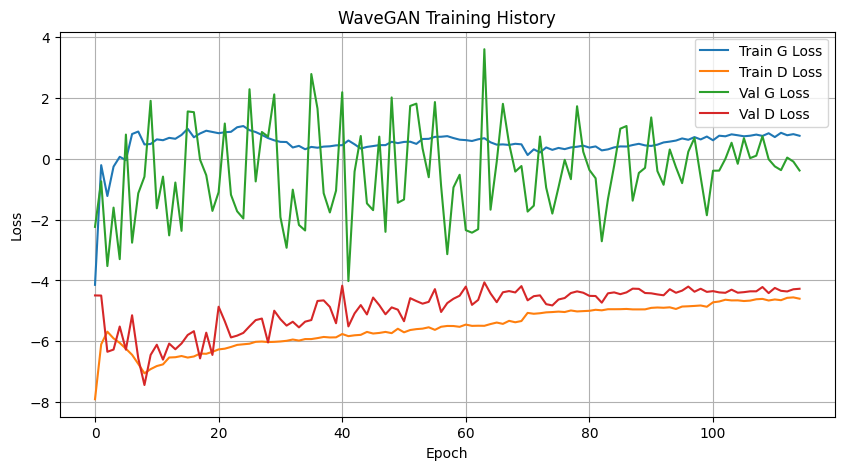 WaveGAN Training History
Train G Loss
Train D Loss
Val G Loss
Val D Loss
4
2
0
−2
−4
−6
−8
Loss
0 20 40 60 80 100
Epoch